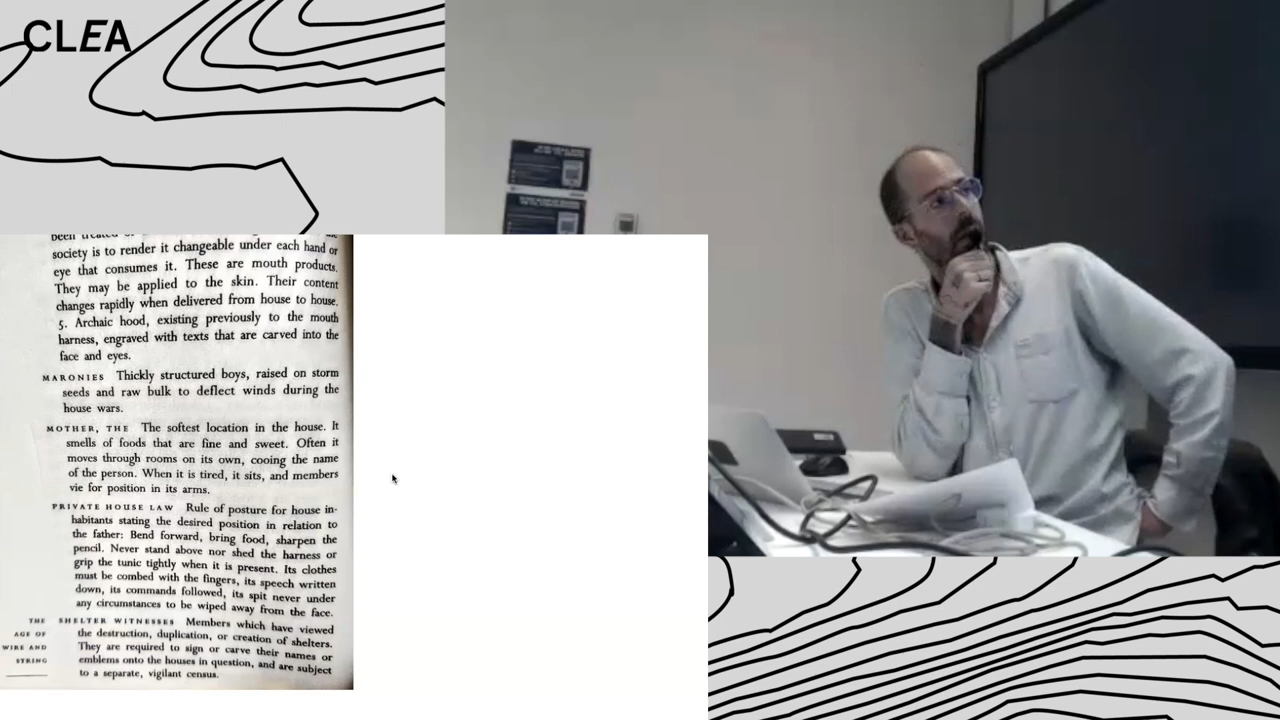 CLEA
society is to render it changeable under each hand or
eye that consumes it. These are mouth products.
They may be applied to the skin. Their content
changes rapidly when delivered from house to house.
5. Archaic hood, existing previously to the mouth
harness, engraved with texts that are carved into the
face and eyes.
MARONIES Thickly structured boys, raised on storm
seeds and raw bulk to deflect winds during the
house wars.
MOTHER, THE The softest location in the house. It
smells of foods that are fine and sweet. Often it
moves through rooms on its own, cooing the name
of the person. When it is tired, it sits, and members
vie for position in its arms.
PRIVATE HOUSE LAW Rule of posture for house in-
habitants stating the desired position in relation to
the father: Bend forward, bring food, sharpen the
pencil. Never stand above nor shed the harness or
grip the tunic tightly when it is present. Its clothes
must be combed with the fingers, its speech written
down, its commands followed, its spit never under
any circumstances to be wiped away from the face.
SHELTER WITNESSES Members which have viewed
the destruction, duplication, or creation of shelters.
They are required to sign or carve their names or
emblems onto the houses in question, and are subject
to a separate, vigilant census.
THE
AGE OF
WIRE AND
STRING